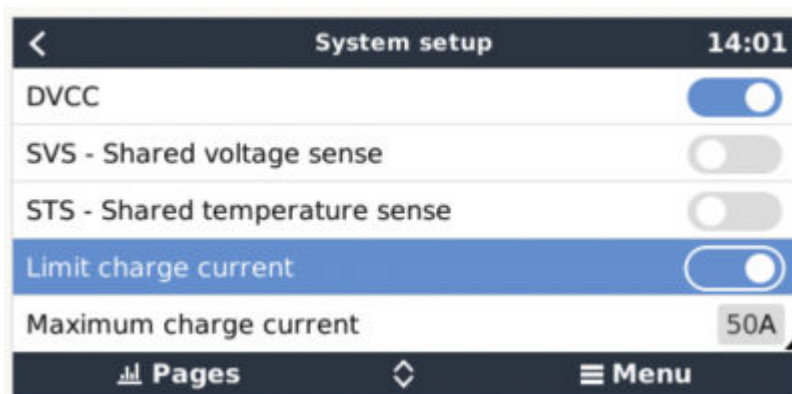 System setup 14:01
DVCC
SVS - Shared voltage sense
STS - Shared temperature sense
Limit charge current
Maximum charge current 50A
Pages Menu